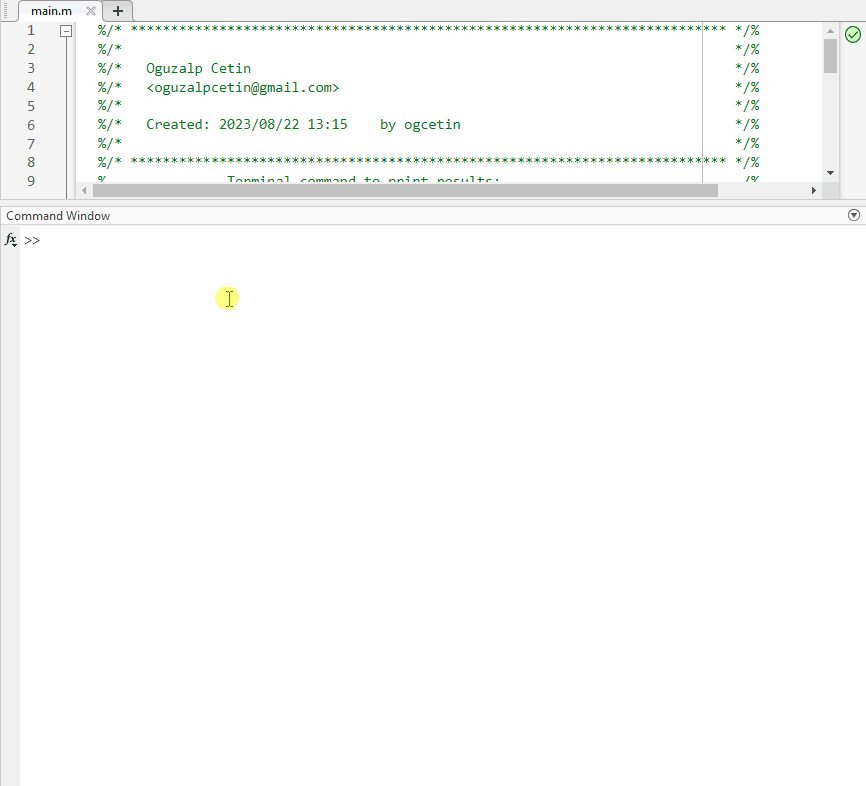 main.m
1 %/* ************************************************************************** */%
2 %/* */%
3 %/* Oguzalp Cetin */%
4 %/* <oguzalpcetin@gmail.com> */%
5 %/* */%
6 %/* Created: 2023/08/22 13:15 by ogcetin */%
7 %/* */%
8 %/* ************************************************************************** */%
9 % Terminal command to print results: /%
Command Window
fx >>